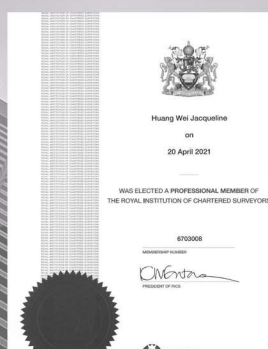 Huang Wei Jacqueline
on
20 April 2021
WAS ELECTED A PROFESSIONAL MEMBER OF
THE ROYAL INSTITUTION OF CHARTERED SURVEYORS
6703008
MEMBERSHIP NUMBER
PRESIDENT OF RICS